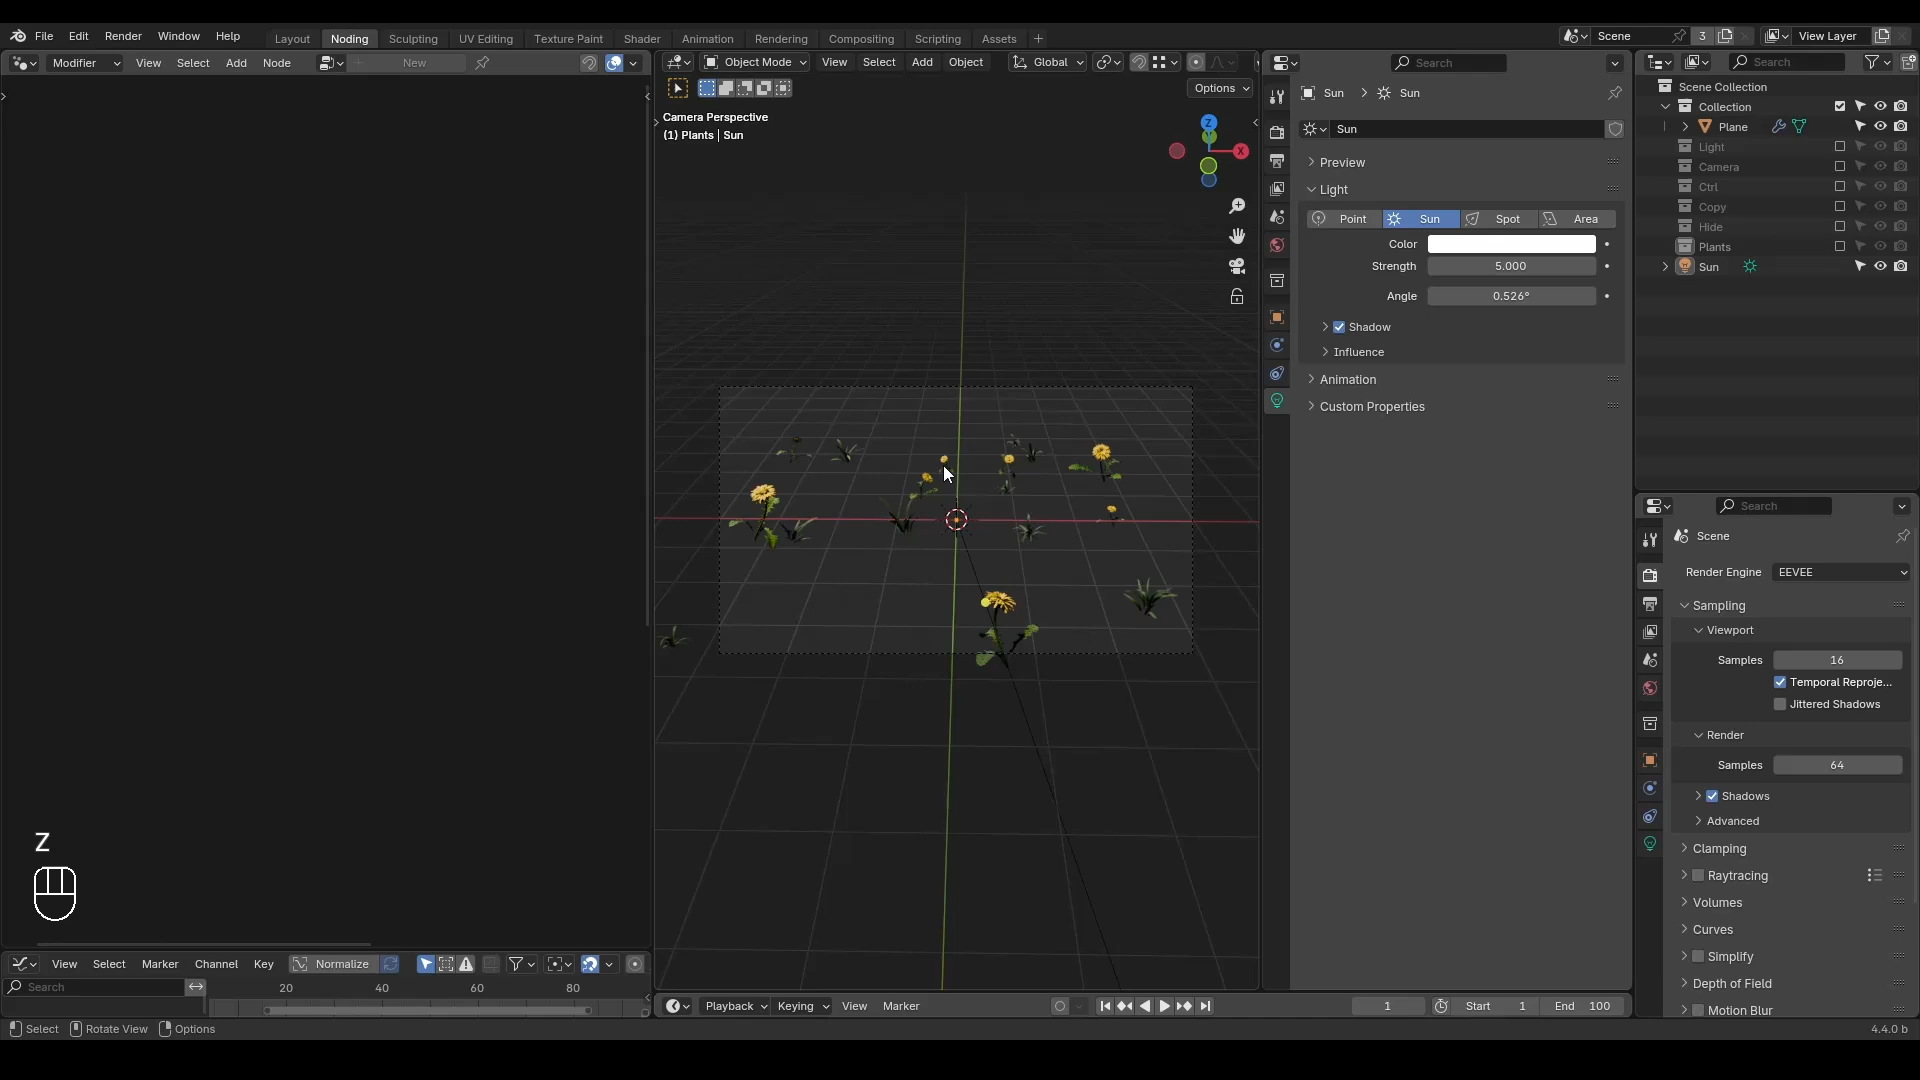 File Edit Render Window Help Layout Noding Sculpting UV Editing Texture Paint Shader Animation Rendering Compositing Scripting Assets + Scene 3 View Layer
Modifier View Select Add Node New
Object Mode View Select Add Object Global Search Search
Options
Camera Perspective
(1) Plants | Sun
Z
X
Sun > Sun
Sun
Preview
Light
Point Sun Spot Area
Color
Strength 5.000
Angle 0.526°
Shadow
Influence
Animation
Custom Properties
Scene Collection
Collection
Plane
Light
Camera
Ctrl
Copy
Hide
Plants
Sun
Search
Scene
Render Engine EEVEE
Sampling
Viewport
Samples 16
Temporal Reproje...
Jittered Shadows
Render
Samples 64
Shadows
Advanced
Clamping
Raytracing
Volumes
Curves
Simplify
Depth of Field
Motion Blur
Z
View Select Marker Channel Key Normalize
Search 20 40 60 80
Playback Keying View Marker 1 Start 1 End 100
Select Rotate View Options 4.4.0 b